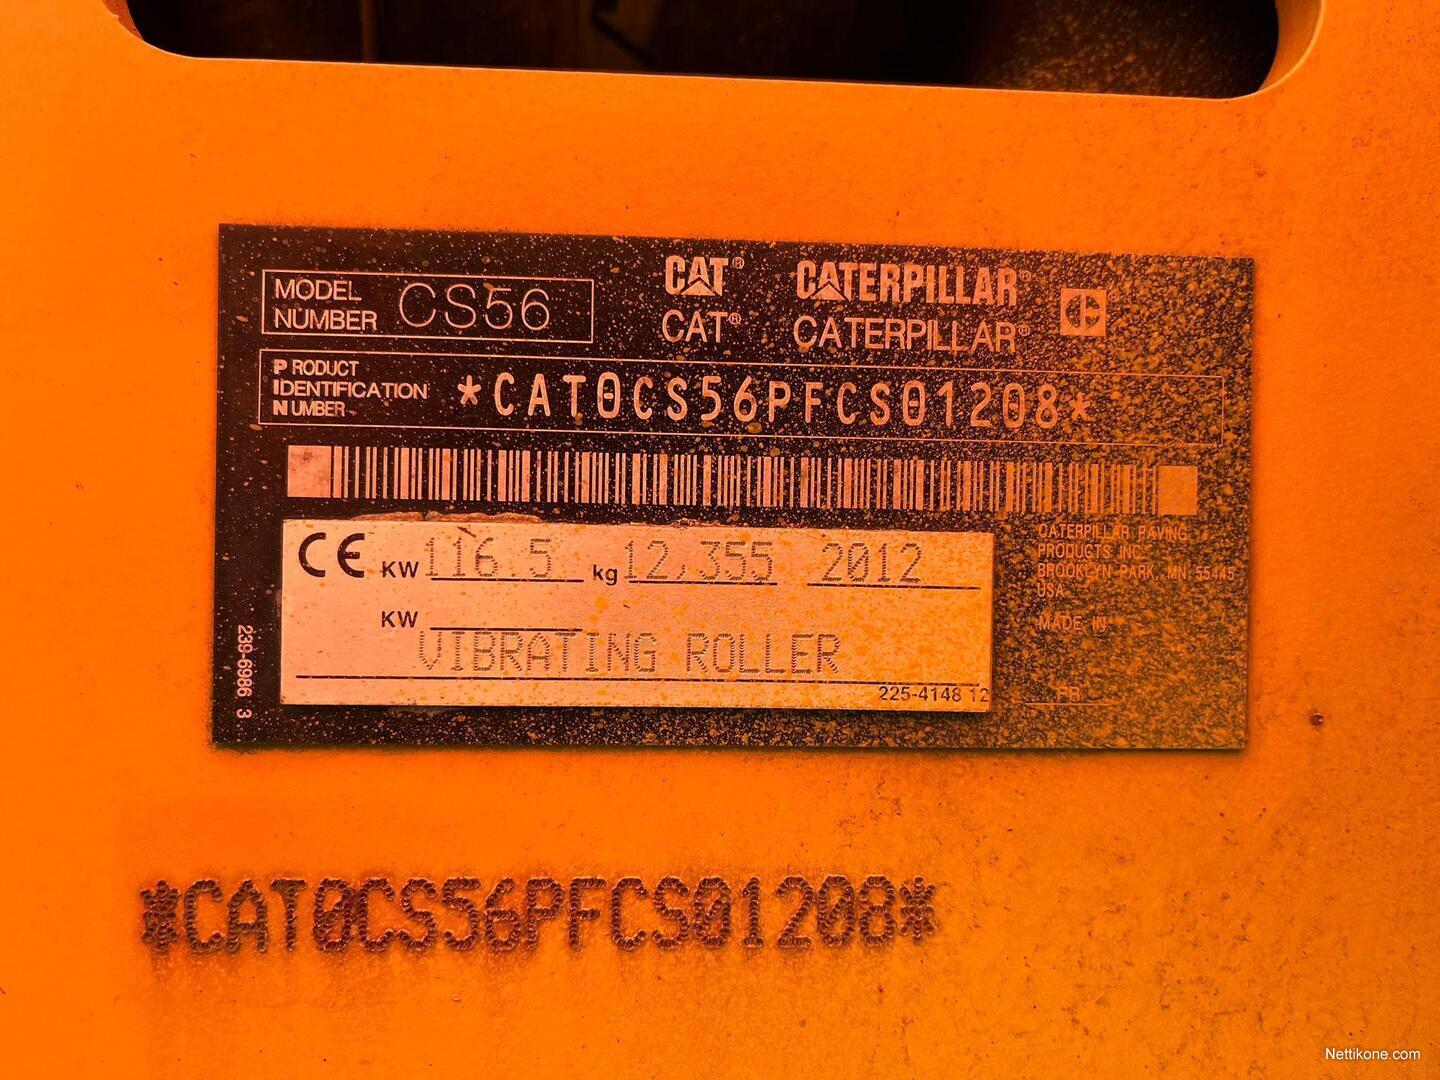 MODEL NUMBER CS56
CAT® CATERPILLAR®
CAT® CATERPILLAR®
PRODUCT IDENTIFICATION NUMBER *CAT0CS56PFCS01208*
CE KW 116.5 kg 12,355 2012
KW
VIBRATING ROLLER
225-4148 12
CATERPILLAR PAVING
PRODUCTS INC.
BROOKLYN PARK, MN 55445
USA
MADE IN
FR
239-6986 3
*CAT0CS56PFCS01208*
Nettikone.com